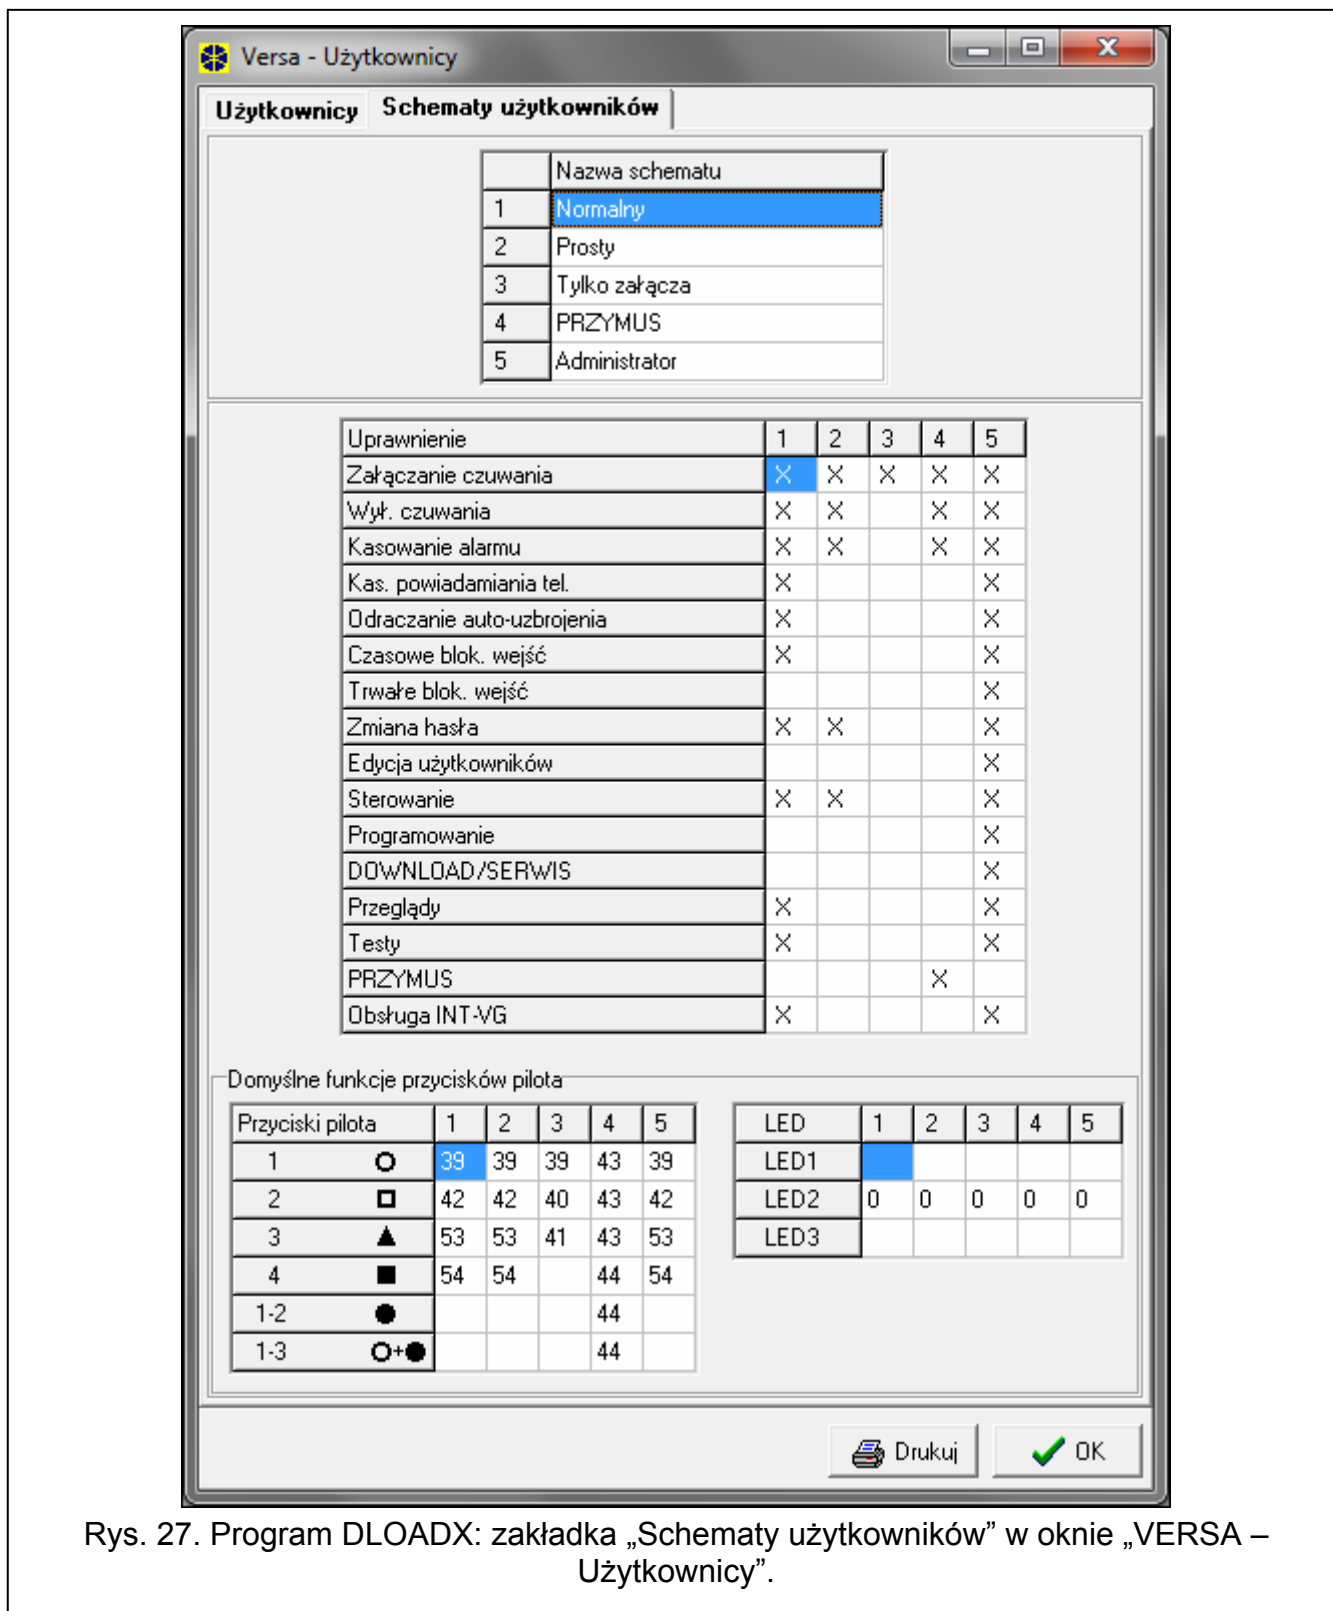 Versa - Użytkownicy
Użytkownicy Schematy użytkowników
Nazwa schematu
1 Normalny
2 Prosty
3 Tylko załącza
4 PRZYMUS
5 Administrator
Uprawnienie 1 2 3 4 5
Załączanie czuwania X X X X X
Wył. czuwania X X X X
Kasowanie alarmu X X X X
Kas. powiadamiania tel. X X
Odraczanie auto-uzbrojenia X X
Czasowe blok. wejść X X
Trwałe blok. wejść X
Zmiana hasła X X X
Edycja użytkowników X
Sterowanie X X X
Programowanie X
DOWNLOAD/SERWIS X
Przeglądy X X
Testy X X
PRZYMUS X
Obsługa INT-VG X X
Domyślne funkcje przycisków pilota
Przyciski pilota 1 2 3 4 5
1 39 39 39 43 39
2 42 42 40 43 42
3 53 53 41 43 53
4 54 54 44 54
1-2 44
1-3 + 44
LED 1 2 3 4 5
LED1
LED2 0 0 0 0 0
LED3
Drukuj OK
Rys. 27. Program DLOADX: zakładka „Schematy użytkowników” w oknie „VERSA –
Użytkownicy”.